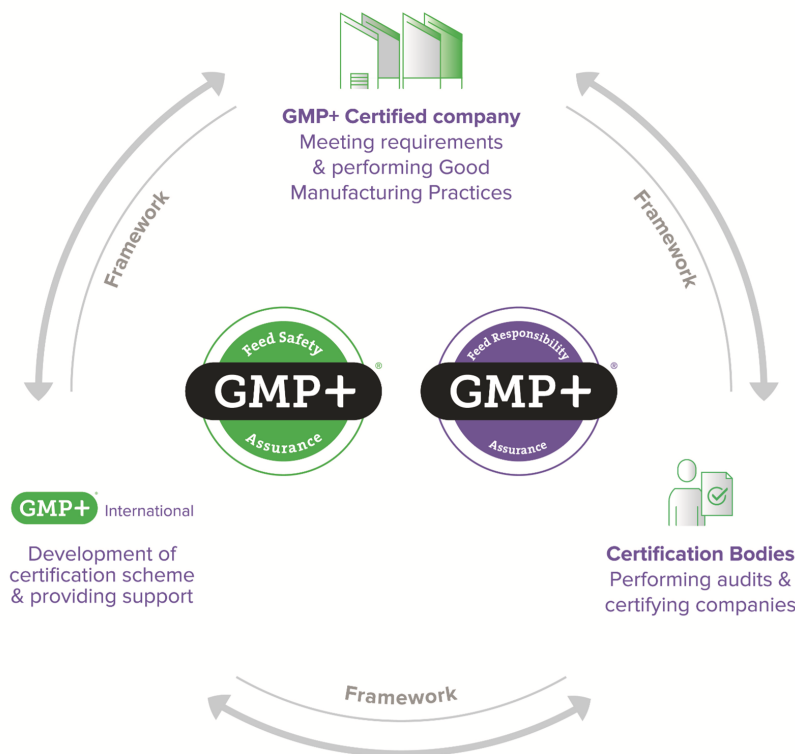 GMP+ Certified company
Meeting requirements
& performing Good
Manufacturing Practices
Framework
Framework
Feed Safety
GMP+®
Assurance
Feed Responsibility
GMP+®
Assurance
GMP+® International
Development of
certification scheme
& providing support
Certification Bodies
Performing audits &
certifying companies
Framework